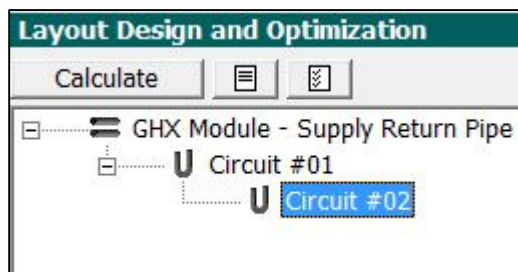 Layout Design and Optimization
Calculate
GHX Module - Supply Return Pipe
Circuit #01
Circuit #02